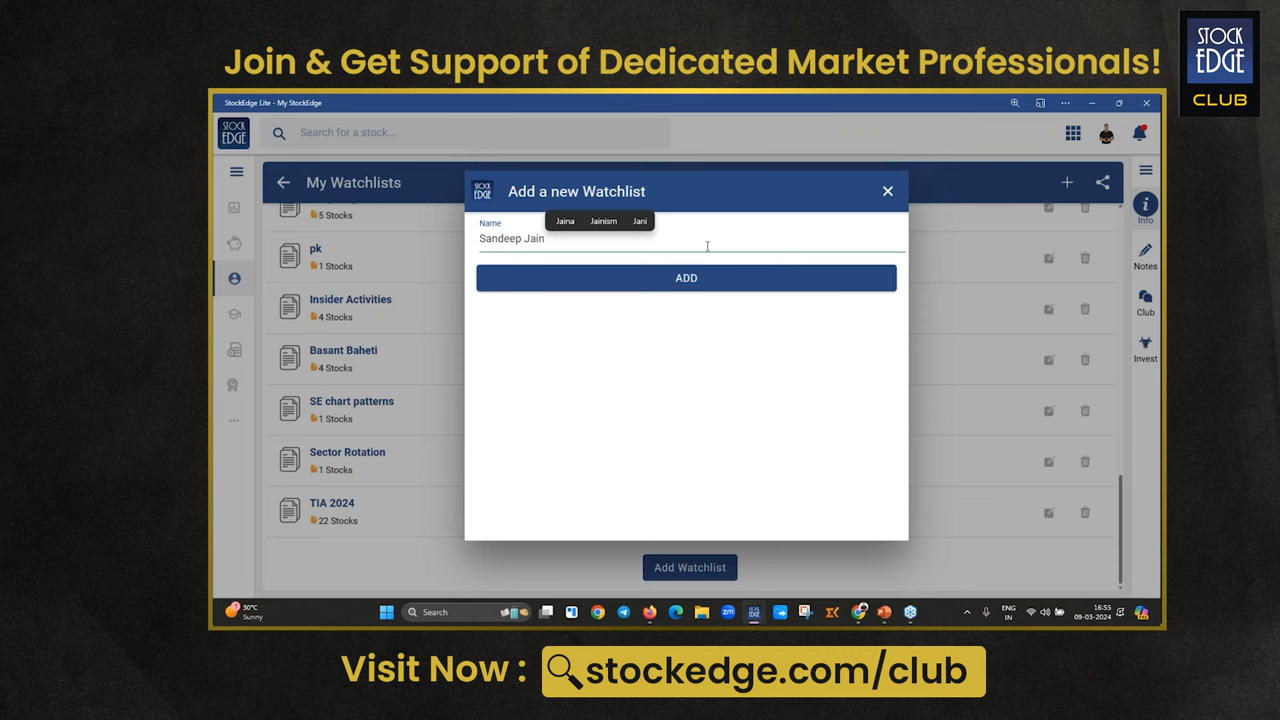 Join & Get Support of Dedicated Market Professionals!
STOCK
EDGE
CLUB
StockEdge Lite - My StockEdge
STOCK
EDGE
Search for a stock...
My Watchlists
STOCK
EDGE
Add a new Watchlist
Name
Jaina Jainism Jani
Sandeep Jain
ADD
5 Stocks
pk
1 Stocks
Insider Activities
4 Stocks
Basant Baheti
4 Stocks
SE chart patterns
1 Stocks
Sector Rotation
1 Stocks
TIA 2024
22 Stocks
Add Watchlist
Info
Notes
Club
Invest
30°C
Sunny
1
Search
zm
ENG
IN
16:55
09-03-2024
Visit Now :
stockedge.com/club